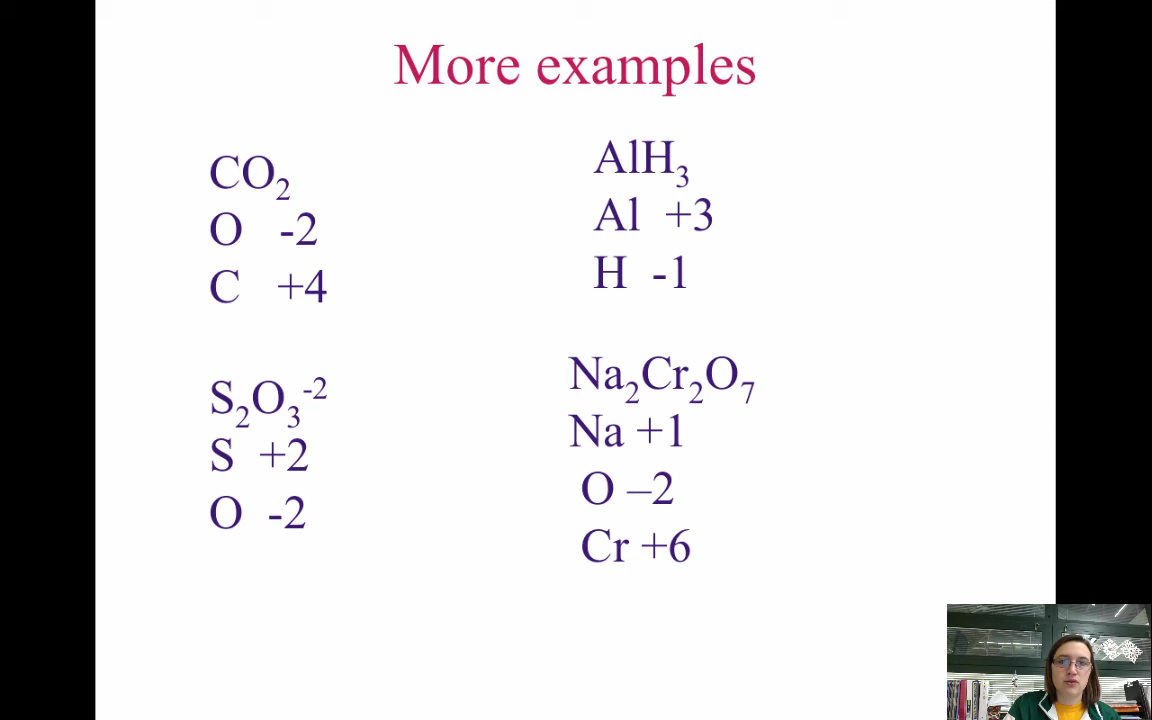 More examples
CO₂
O -2
C +4
S₂O₃⁻²
S +2
O -2
AlH₃
Al +3
H -1
Na₂Cr₂O₇
Na +1
O –2
Cr +6